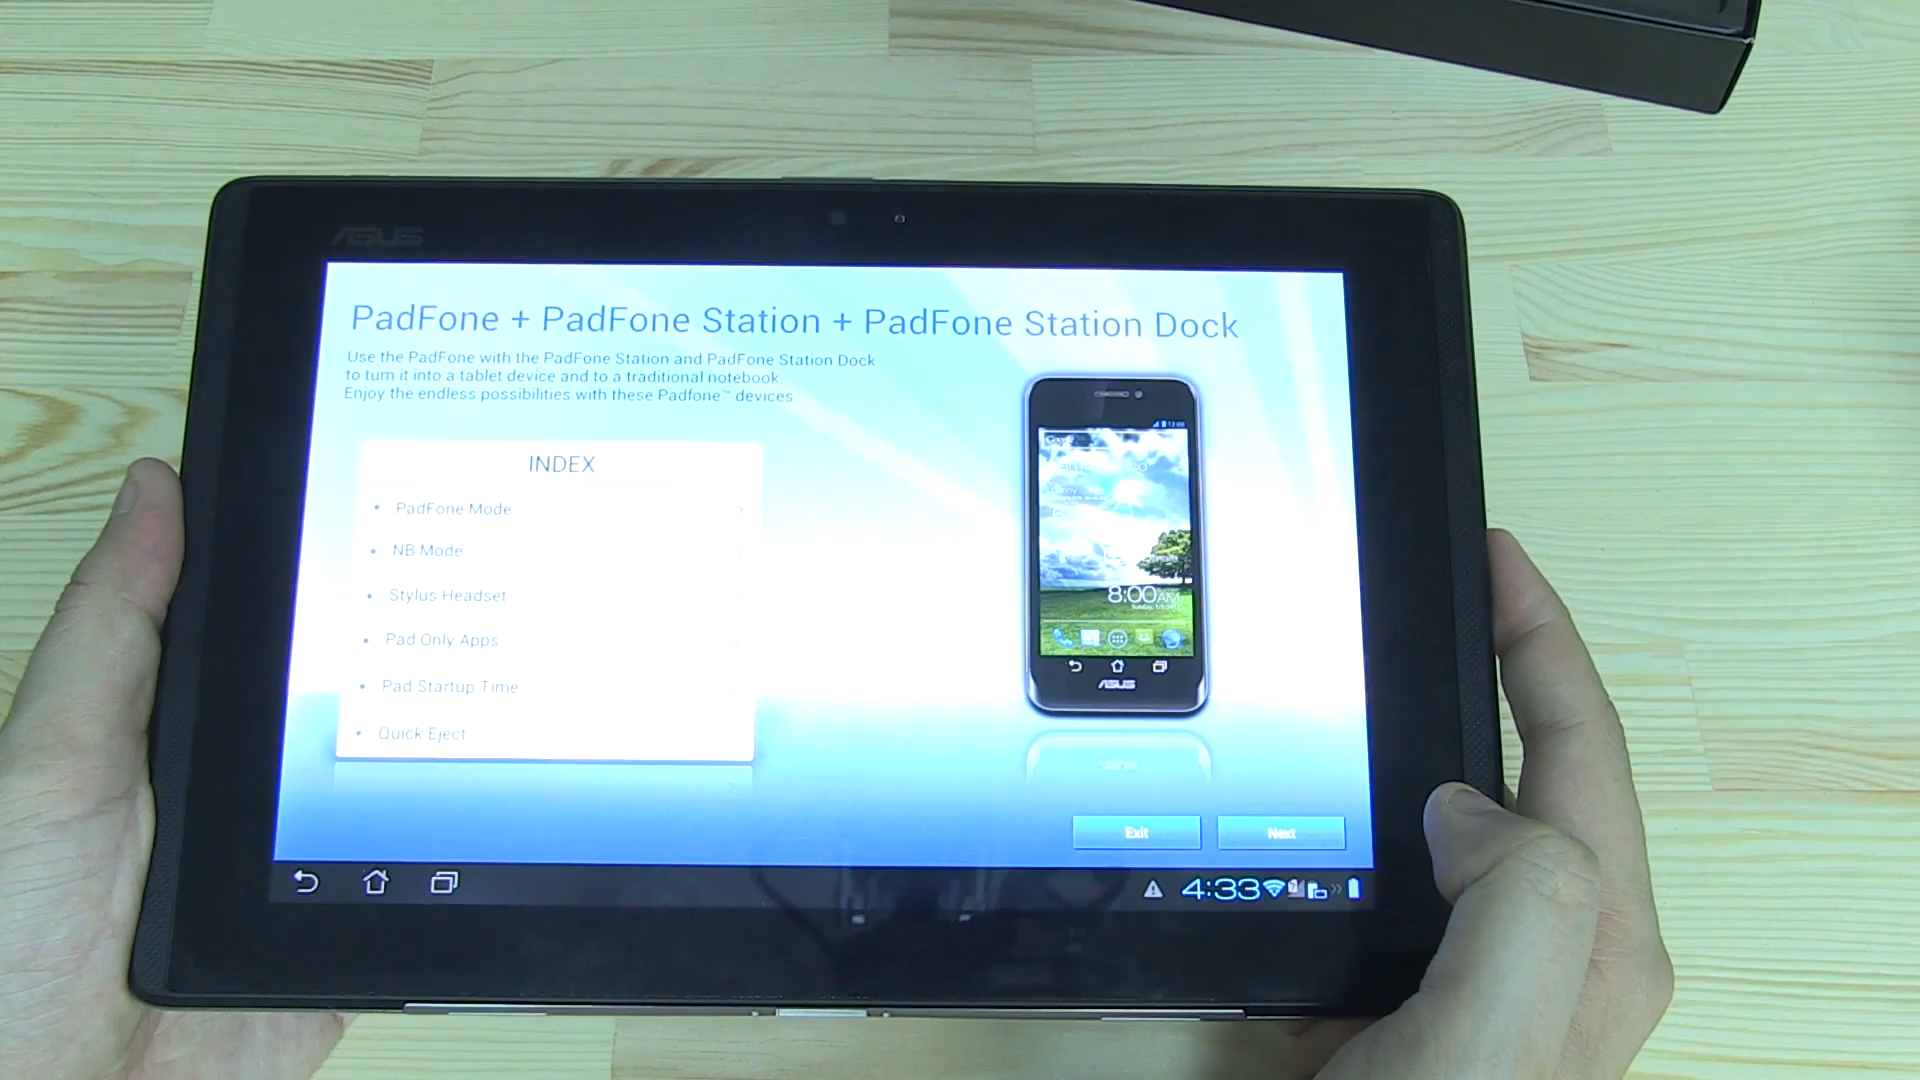 ASUS
PadFone + PadFone Station + PadFone Station Dock
Use the PadFone with the PadFone Station and PadFone Station Dock
to turn it into a tablet device and to a traditional notebook.
Enjoy the endless possibilities with these Padfone™ devices.
INDEX
• PadFone Mode
• NB Mode
• Stylus Headset
• Pad Only Apps
• Pad Startup Time
• Quick Eject
8:00AM
ASUS
Exit
Next
4:33